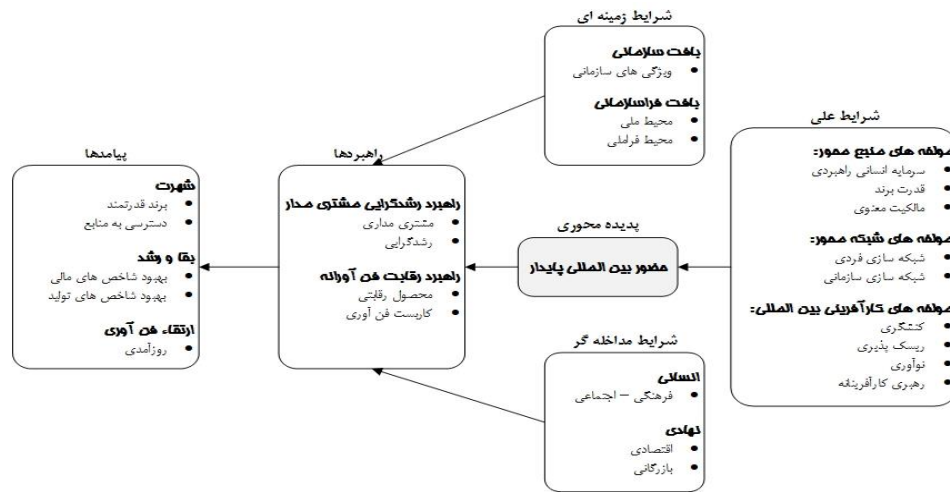 شرایط علی
مولفه های منبع محور:
سرمایه انسانی راهبردی
قدرت برند
مالکیت معنوی
مولفه های شبکه محور:
شبکه سازی فردی
شبکه سازی سازمانی
مولفه های کارآفرینی بین المللی:
کنشگری
ریسک پذیری
نوآوری
رهبری کارآفرینانه
شرایط زمینه ای
بافت سازمانی
ویژگی های سازمانی
بافت فراسازمانی
محیط ملی
محیط فراملی
پدیده محوری
حضور بین المللی پایدار
شرایط مداخله گر
انسانی
فرهنگی – اجتماعی
نهادی
اقتصادی
بازرگانی
راهبردها
راهبرد رشدگرایی مشتری مدار
مشتری مداری
رشدگرایی
راهبرد رقابت فن آورانه
محصول رقابتی
کاربست فن آوری
پیامدها
شهرت
برند قدرتمند
دسترسی به منابع
بقا و رشد
بهبود شاخص های مالی
بهبود شاخص های تولید
ارتقاء فن آوری
روزآمدی